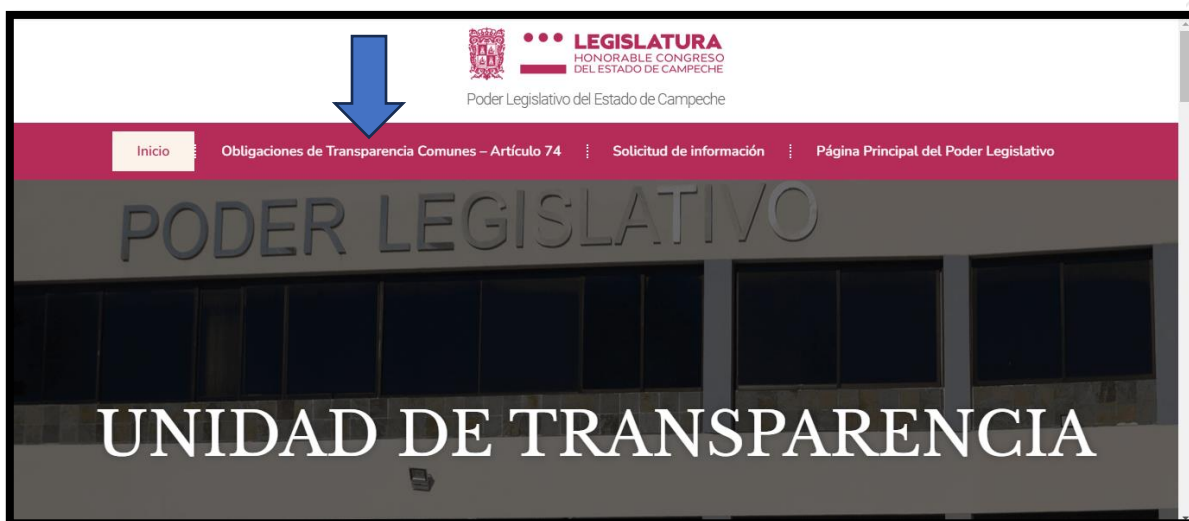 LEGISLATURA
HONORABLE CONGRESO
DEL ESTADO DE CAMPECHE
Poder Legislativo del Estado de Campeche
Inicio
Obligaciones de Transparencia Comunes – Artículo 74
Solicitud de información
Página Principal del Poder Legislativo
PODER LEGISLATIVO
UNIDAD DE TRANSPARENCIA